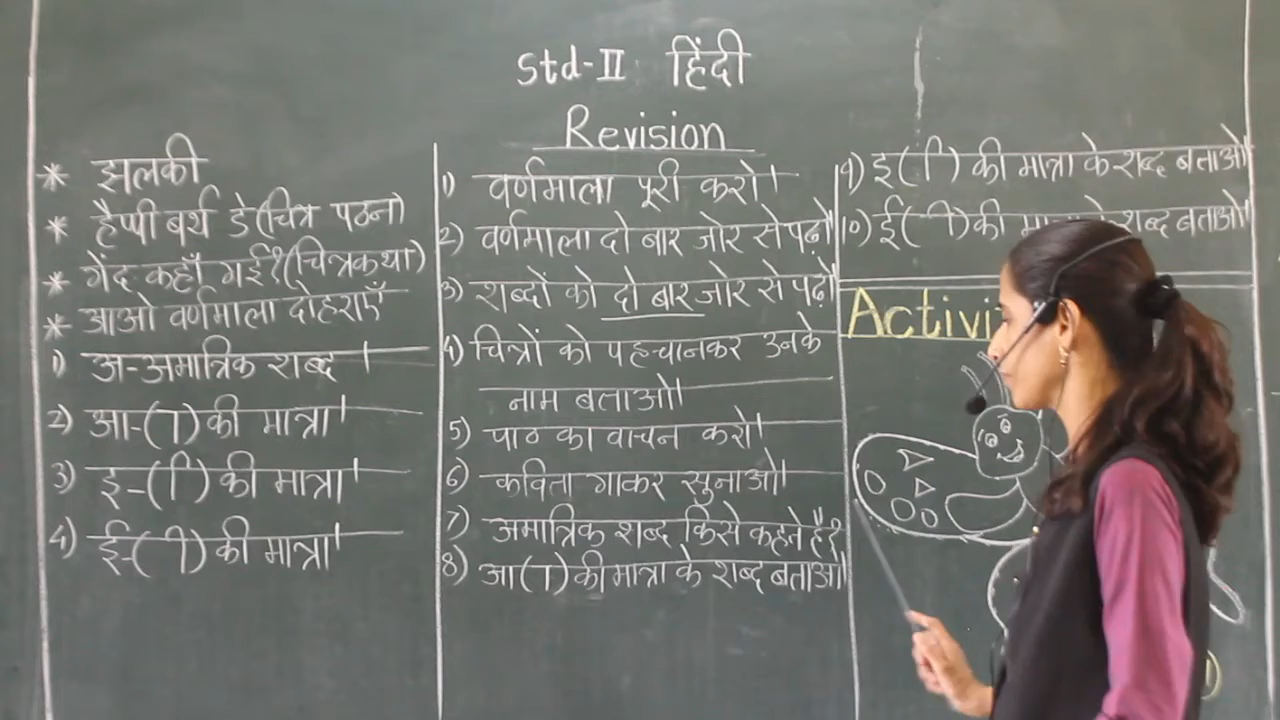 Std-II हिंदी
Revision
* झलकी
* हैप्पी बर्थ डे (चित्र पठन)
* गेंद कहाँ गई? (चित्रकथा)
* आओ वर्णमाला दोहराएँ
1) अ-अमात्रिक शब्द ।
2) आ-(ा) की मात्रा।
3) इ-(ि) की मात्रा।
4) ई-(ी) की मात्रा।
1) वर्णमाला पूरी करो।
2) वर्णमाला दो बार जोर से पढ़ो।
3) शब्दों को दो बार जोर से पढ़ो।
4) चित्रों को पहचानकर उनके
नाम बताओ।
5) पाठ का वाचन करो।
6) कविता गाकर सुनाओ।
7) अमात्रिक शब्द किसे कहते हैं?
8) आ (ा) की मात्रा के शब्द बताओ।
9) इ (ि) की मात्रा के शब्द बताओ।
10) ई (ी) की शब्द बताओ।